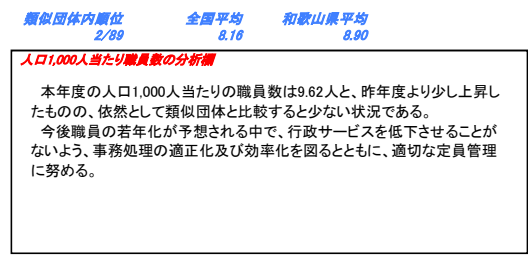 類似団体内順位 全国平均 和歌山県平均
2/89 8.16 8.90
人口1,000人当たり職員数の分析欄
本年度の人口1,000人当たりの職員数は9.62人と、昨年度より少し上昇し
たものの、依然として類似団体と比較すると少ない状況である。
今後職員の若年化が予想される中で、行政サービスを低下させることが
ないよう、事務処理の適正化及び効率化を図るとともに、適切な定員管理
に努める。